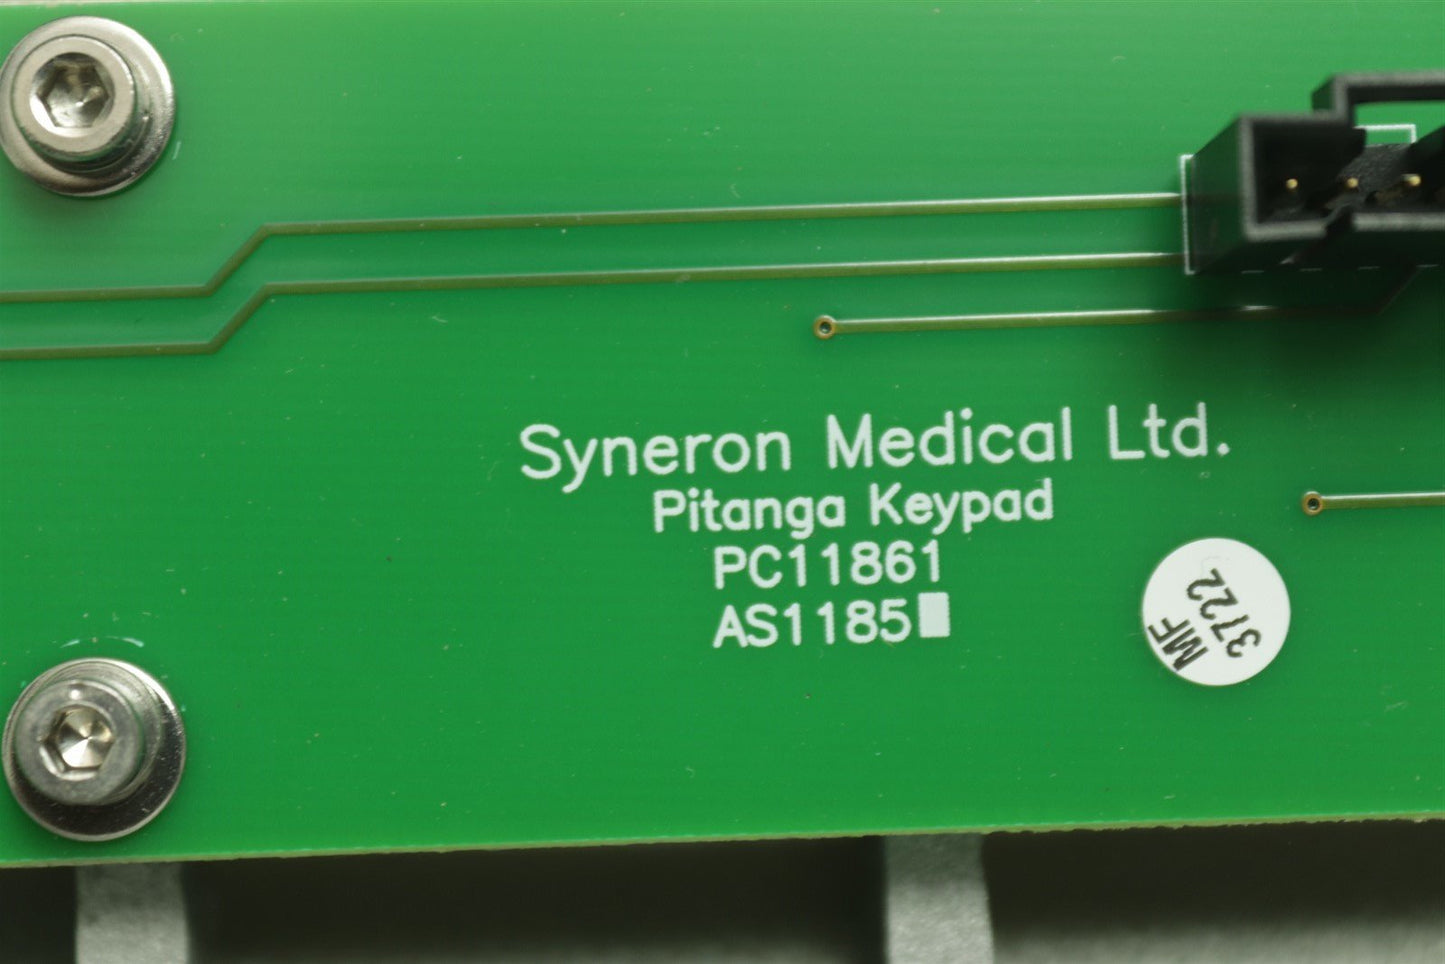 Syneron Medical Ltd.
Pitanga Keypad
PC11861
AS1185
MF
3722